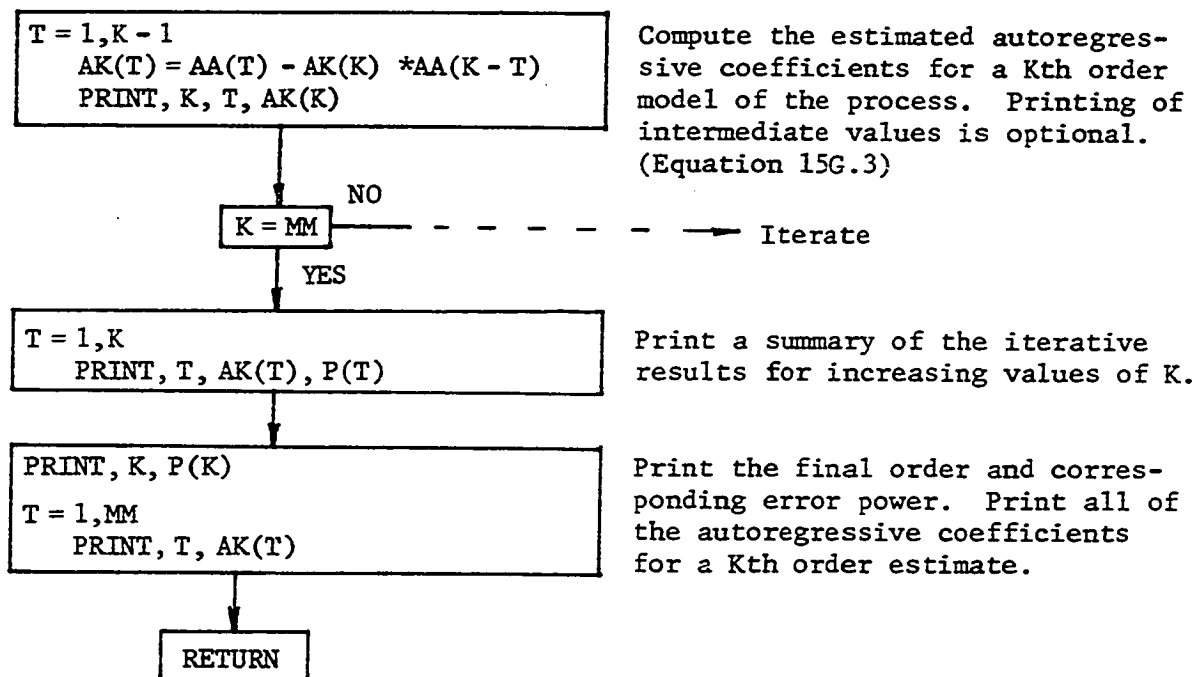 T = 1,K - 1
AK(T) = AA(T) - AK(K) *AA(K - T)
PRINT, K, T, AK(K)
Compute the estimated autoregres-
sive coefficients for a Kth order
model of the process. Printing of
intermediate values is optional.
(Equation 15G.3)
NO
K = MM
Iterate
YES
T = 1,K
PRINT, T, AK(T), P(T)
Print a summary of the iterative
results for increasing values of K.
PRINT, K, P(K)
T = 1,MM
PRINT, T, AK(T)
Print the final order and corres-
ponding error power. Print all of
the autoregressive coefficients
for a Kth order estimate.
RETURN